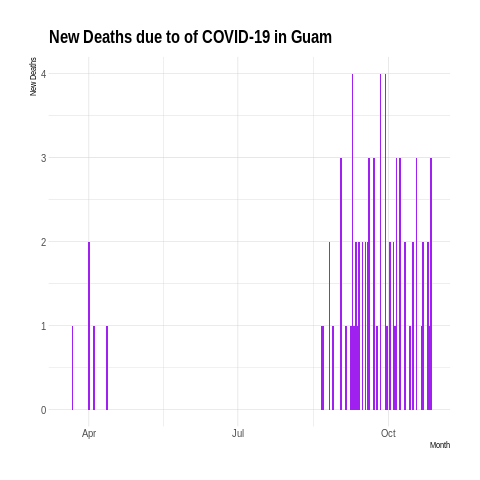 New Deaths due to of COVID-19 in Guam
New Deaths
4
3
2
1
0
Apr
Jul
Oct
Month